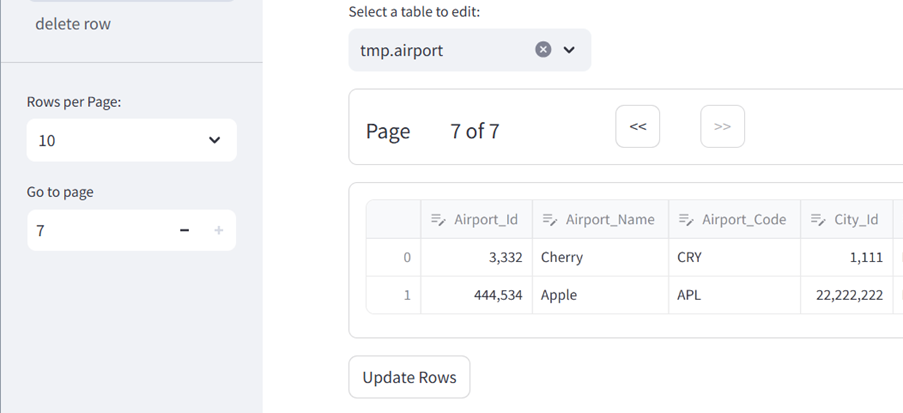 delete row
Rows per Page:
10
Go to page
7
Select a table to edit:
tmp.airport
Page 7 of 7 << >>
Airport_Id Airport_Name Airport_Code City_Id
0 3,332 Cherry CRY 1,111
1 444,534 Apple APL 22,222,222
Update Rows